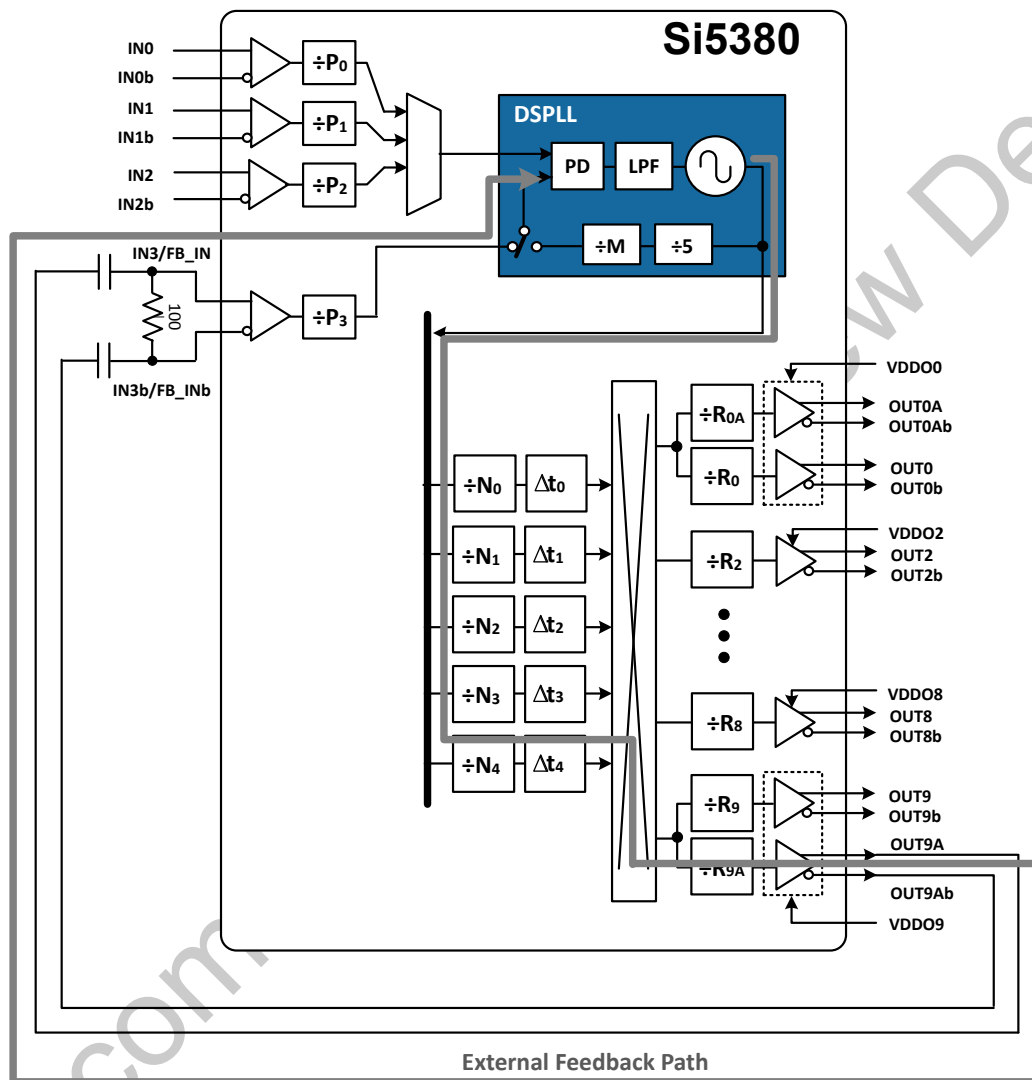 Si5380
IN0
IN0b
÷P0
IN1
IN1b
÷P1
IN2
IN2b
÷P2
DSPLL
PD
LPF
÷M
÷5
IN3/FB_IN
100
IN3b/FB_INb
÷P3
÷N0
Δt0
÷N1
Δt1
÷N2
Δt2
÷N3
Δt3
÷N4
Δt4
÷R0A
÷R0
÷R2
÷R8
÷R9
÷R9A
VDDO0
OUT0A
OUT0Ab
OUT0
OUT0b
VDDO2
OUT2
OUT2b
VDDO8
OUT8
OUT8b
OUT9
OUT9b
OUT9A
OUT9Ab
VDDO9
External Feedback Path